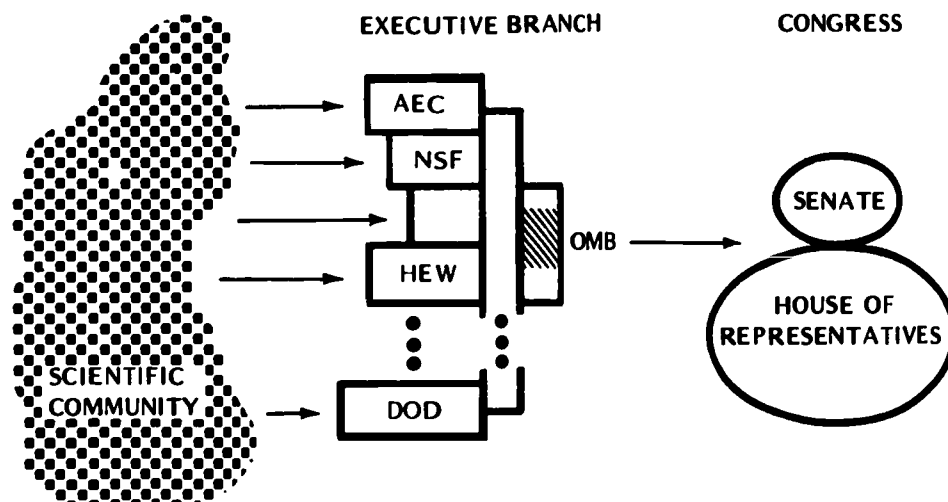 EXECUTIVE BRANCH
CONGRESS
AEC
NSF
HEW
DOD
OMB
SENATE
HOUSE OF
REPRESENTATIVES
SCIENTIFIC
COMMUNITY